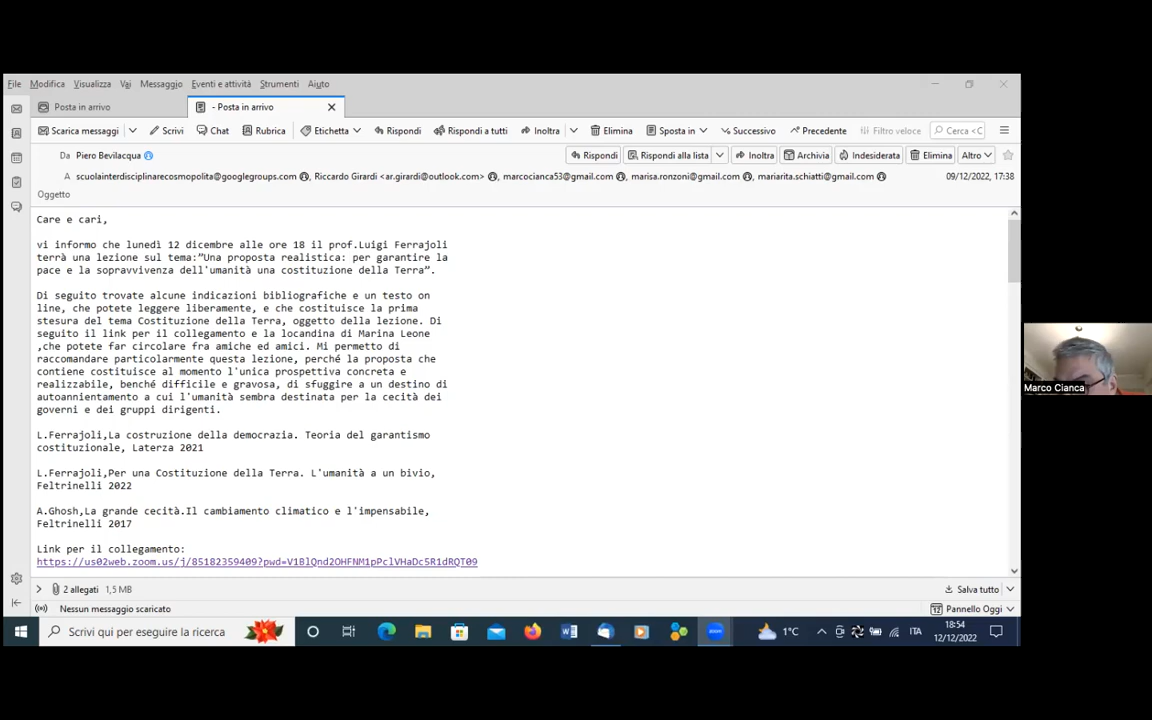 File Modifica Visualizza Vai Messaggio Eventi e attività Strumenti Aiuto
Posta in arrivo - Posta in arrivo
Scarica messaggi Scrivi Chat Rubrica Etichetta Rispondi Rispondi a tutti Inoltra Elimina Sposta in Successivo Precedente Filtro veloce Cerca <C
Da Piero Bevilacqua Rispondi Rispondi alla lista Inoltra Archivia Indesiderata Elimina Altro
A scuolainterdisciplinarecosmopolita@googlegroups.com , Riccardo Girardi <ar.girardi@outlook.com> , marcocianca53@gmail.com , marisa.ronzoni@gmail.com , mariarita.schiatti@gmail.com 09/12/2022, 17:38
Oggetto
Care e cari,
vi informo che lunedì 12 dicembre alle ore 18 il prof.Luigi Ferrajoli
terrà una lezione sul tema:”Una proposta realistica: per garantire la
pace e la sopravvivenza dell'umanità una costituzione della Terra”.
Di seguito trovate alcune indicazioni bibliografiche e un testo on
line, che potete leggere liberamente, e che costituisce la prima
stesura del tema Costituzione della Terra, oggetto della lezione. Di
seguito il link per il collegamento e la locandina di Marina Leone
,che potete far circolare fra amiche ed amici. Mi permetto di
raccomandare particolarmente questa lezione, perché la proposta che
contiene costituisce al momento l'unica prospettiva concreta e
realizzabile, benché difficile e gravosa, di sfuggire a un destino di
autoannientamento a cui l'umanità sembra destinata per la cecità dei
governi e dei gruppi dirigenti.
L.Ferrajoli,La costruzione della democrazia. Teoria del garantismo
costituzionale, Laterza 2021
L.Ferrajoli,Per una Costituzione della Terra. L'umanità a un bivio,
Feltrinelli 2022
A.Ghosh,La grande cecità.Il cambiamento climatico e l'impensabile,
Feltrinelli 2017
Link per il collegamento:
https://us02web.zoom.us/j/85182359409?pwd=V1BlQnd2OHFNM1pPclVHaDc5R1dRQT09
2 allegati 1,5 MB Salva tutto
Nessun messaggio scaricato 12 Pannello Oggi
Scrivi qui per eseguire la ricerca zoom 1°C ITA 18:54
12/12/2022
Marco Cianca